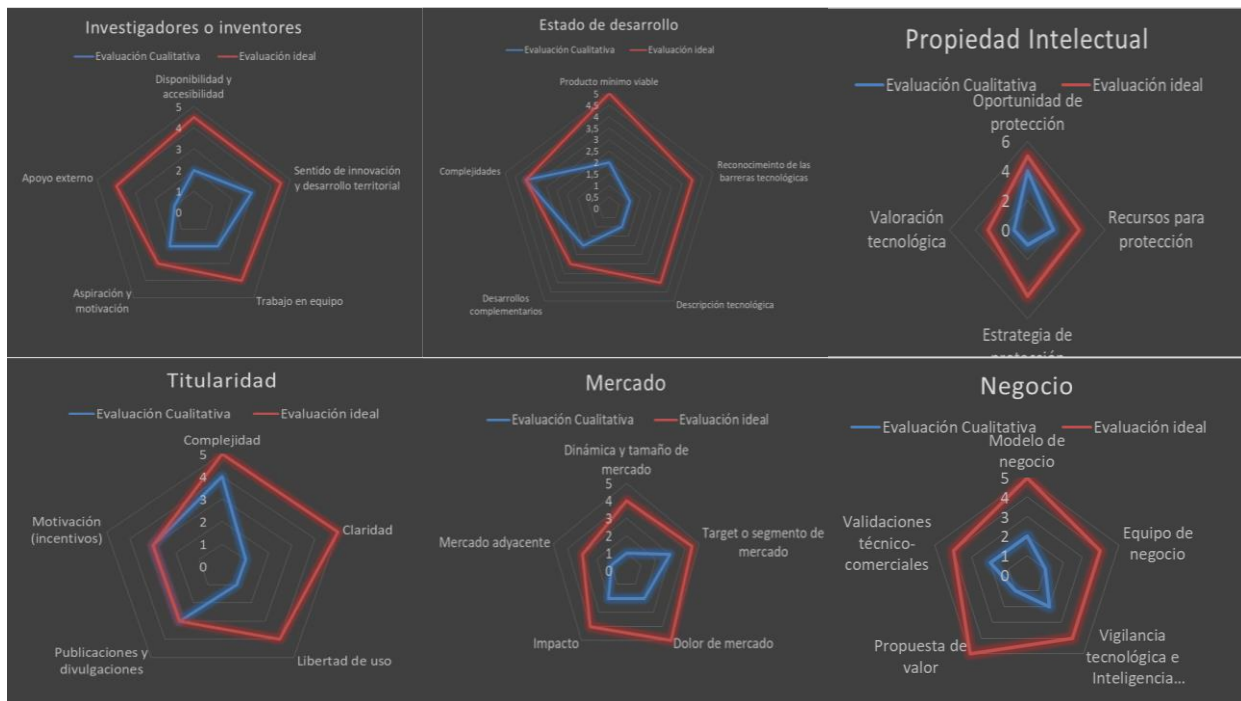 Investigadores o inventores
Evaluación Cualitativa
Evaluación ideal
Disponibilidad y
accesibilidad
5
4
3
2
1
0
Sentido de innovación
y desarrollo territorial
Trabajo en equipo
Aspiración y
motivación
Apoyo externo
Estado de desarrollo
Evaluación Cualitativa
Evaluación ideal
Producto mínimo viable
5
4,5
4
3,5
3
2,5
2
1,5
1
0,5
0
Reconocimeinto de las
barreras tecnológicas
Descripción tecnológica
Desarrollos
complementarios
Complejidades
Propiedad Intelectual
Evaluación Cualitativa
Evaluación ideal
Oportunidad de
protección
6
4
2
0
Recursos para
protección
Estrategia de
protección
Valoración
tecnológica
Titularidad
Evaluación Cualitativa
Evaluación ideal
Complejidad
5
4
3
2
1
0
Claridad
Libertad de uso
Publicaciones y
divulgaciones
Motivación
(incentivos)
Mercado
Evaluación Cualitativa
Evaluación ideal
Dinámica y tamaño de
mercado
5
4
3
2
1
0
Target o segmento de
mercado
Dolor de mercado
Impacto
Mercado adyacente
Negocio
Evaluación Cualitativa
Evaluación ideal
Modelo de
negocio
5
4
3
2
1
0
Equipo de
negocio
Vigilancia
tecnológica e
Inteligencia...
Propuesta de
valor
Validaciones
técnico-
comerciales